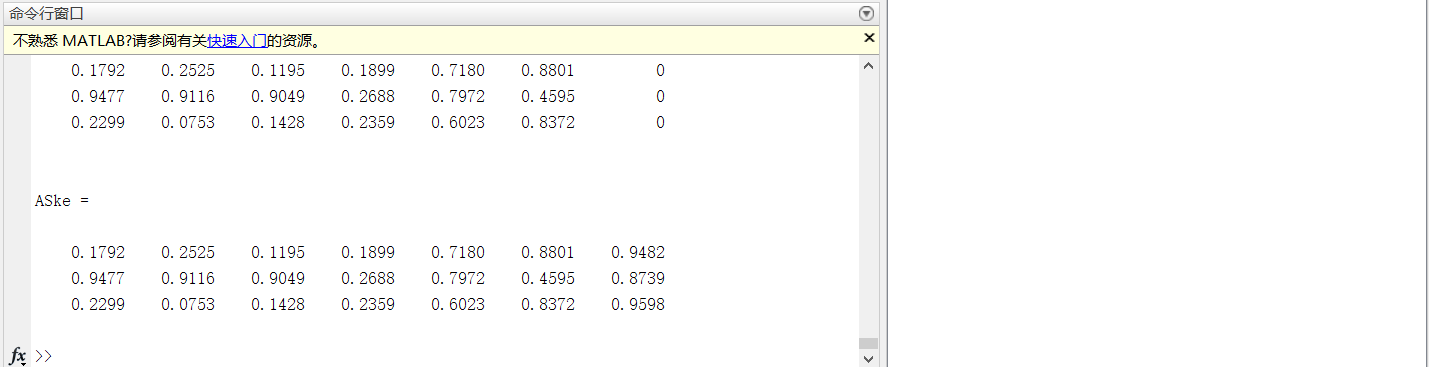 命令行窗口
不熟悉 MATLAB?请参阅有关快速入门的资源。
0.1792 0.2525 0.1195 0.1899 0.7180 0.8801 0
0.9477 0.9116 0.9049 0.2688 0.7972 0.4595 0
0.2299 0.0753 0.1428 0.2359 0.6023 0.8372 0
ASke =
0.1792 0.2525 0.1195 0.1899 0.7180 0.8801 0.9482
0.9477 0.9116 0.9049 0.2688 0.7972 0.4595 0.8739
0.2299 0.0753 0.1428 0.2359 0.6023 0.8372 0.9598
fx >>